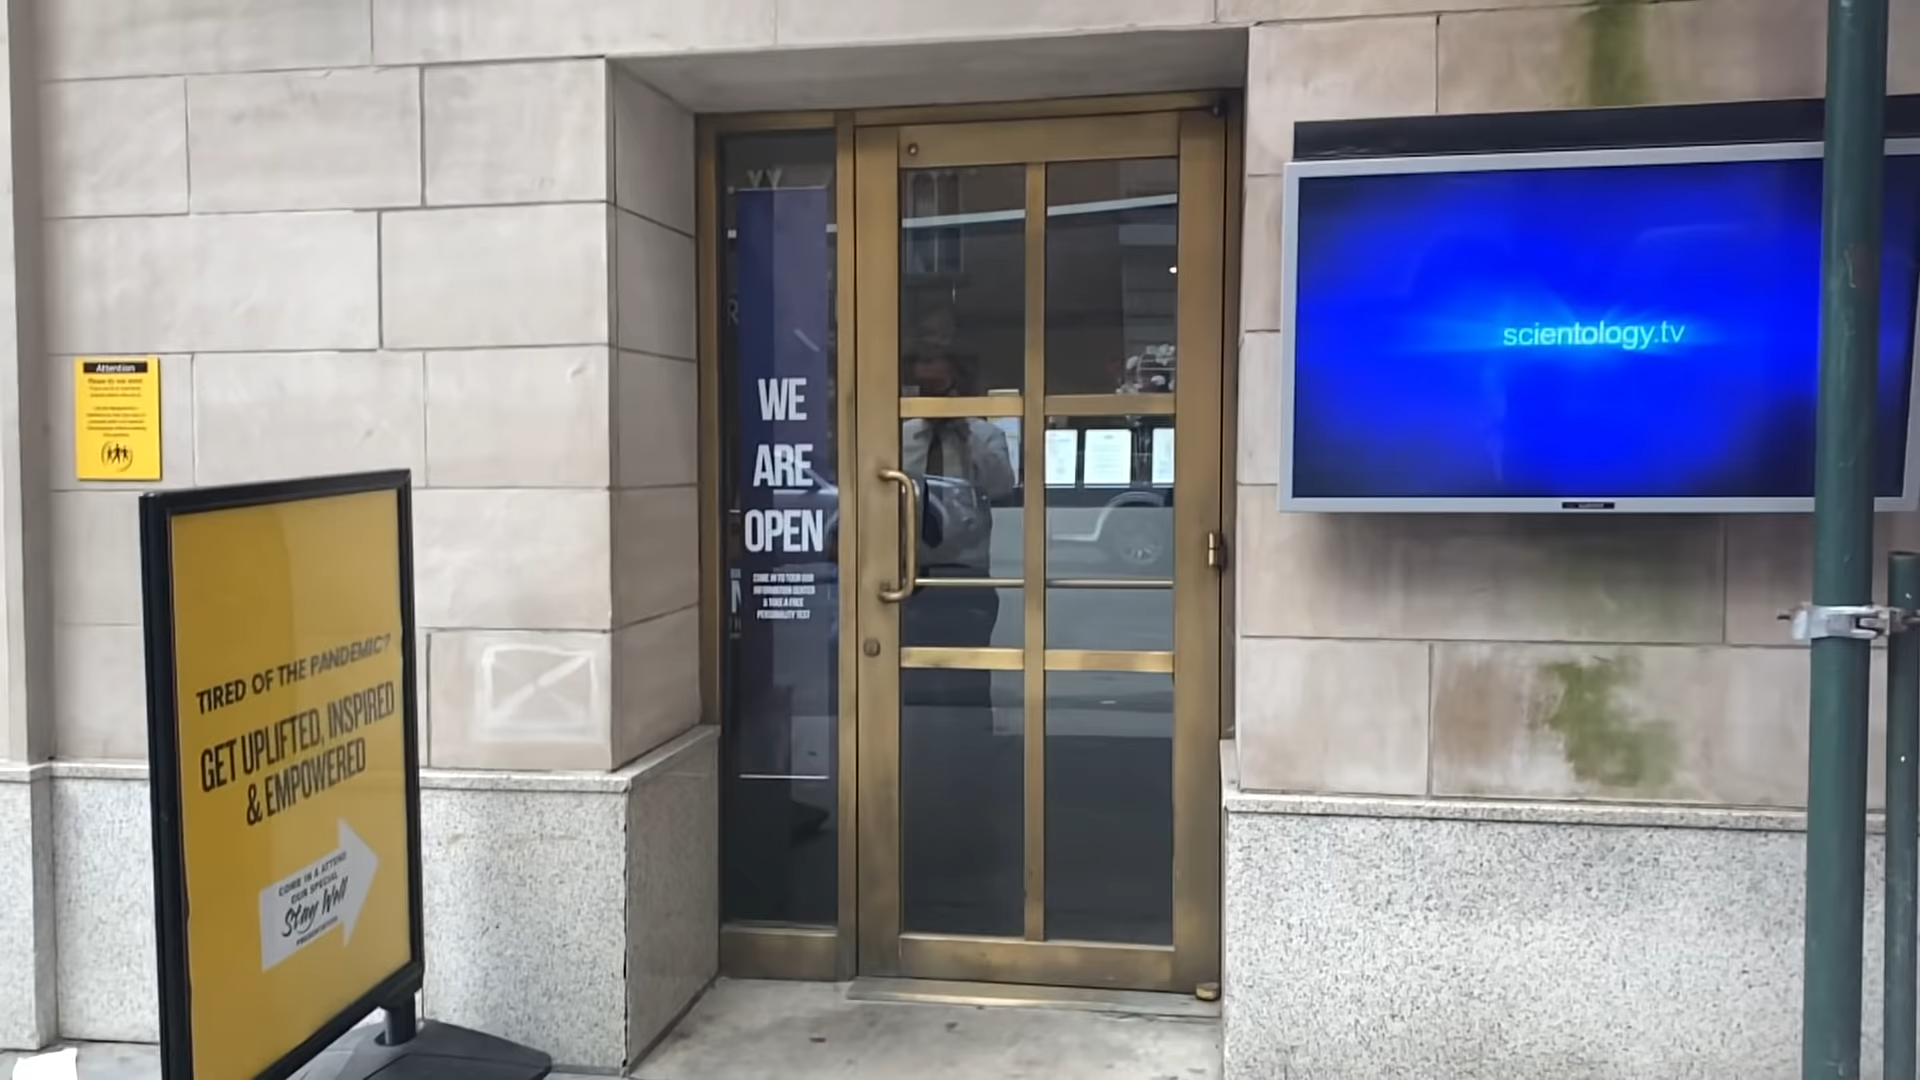 Attention
WE
ARE
OPEN
COME IN TO TOUR OUR
INFORMATION CENTER
& TAKE A FREE
PERSONALITY TEST
scientology.tv
TIRED OF THE PANDEMIC?
GET UPLIFTED, INSPIRED
& EMPOWERED
COME IN & ATTEND
OUR SPECIAL
Stay Well
PRESENTATION